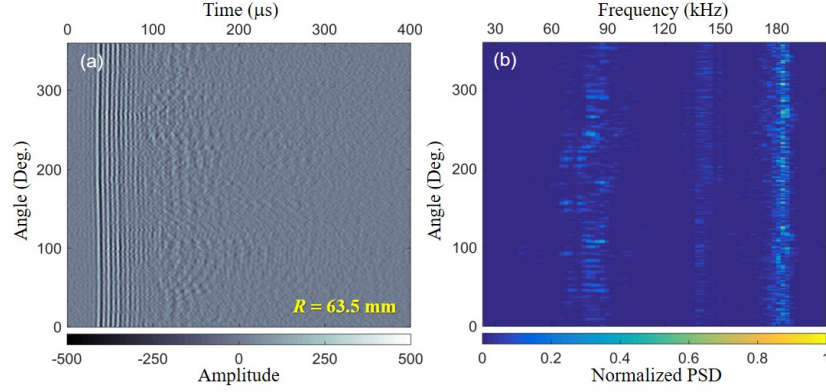 Time (µs)
0 100 200 300 400
(a)
Angle (Deg.)
300
200
100
0
R = 63.5 mm
-500 -250 0 250 500
Amplitude
Frequency (kHz)
30 60 90 120 150 180
(b)
Angle (Deg.)
300
200
100
0
0 0.2 0.4 0.6 0.8 1
Normalized PSD